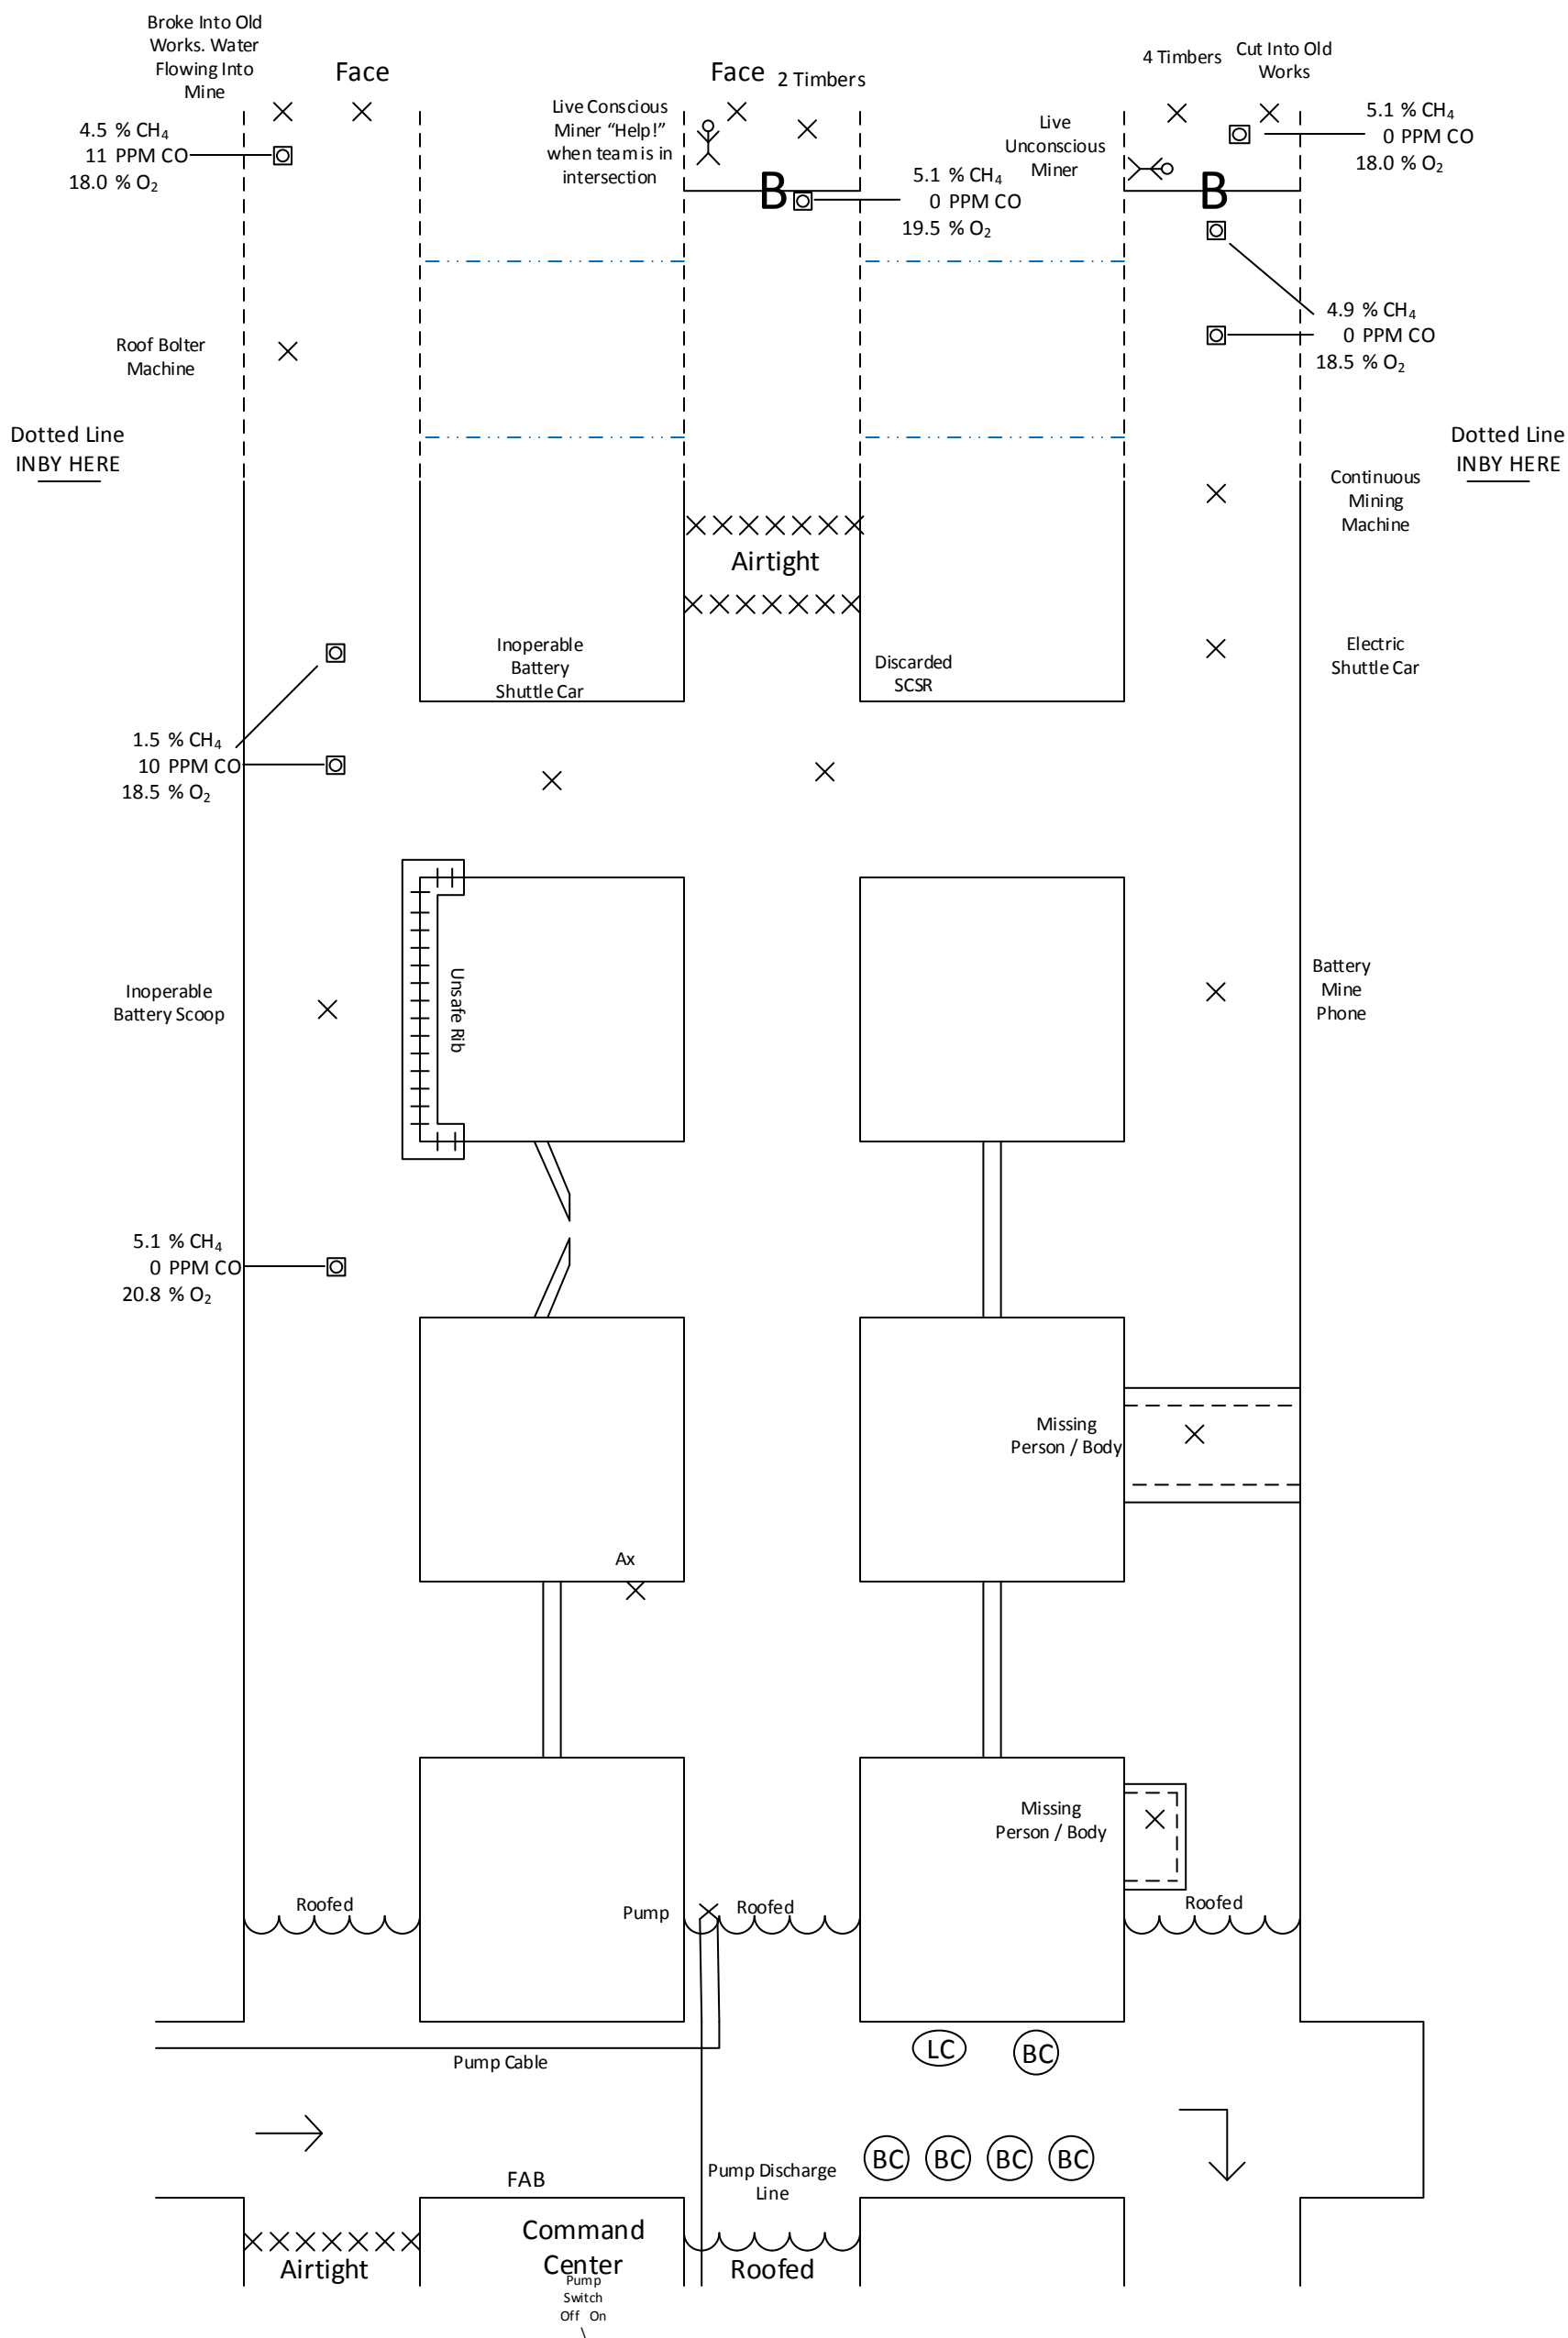 Broke Into Old
Works. Water
Flowing Into
Mine
Face
Face
2 Timbers
4 Timbers
Cut Into Old
Works
4.5 % CH₄
11 PPM CO
18.0 % O₂
Live Conscious
Miner “Help!”
when team is in
intersection
Live
Unconscious
Miner
5.1 % CH₄
0 PPM CO
18.0 % O₂
B
5.1 % CH₄
0 PPM CO
19.5 % O₂
B
4.9 % CH₄
0 PPM CO
18.5 % O₂
Roof Bolter
Machine
Dotted Line
INBY HERE
Dotted Line
INBY HERE
Continuous
Mining
Machine
Airtight
Inoperable
Battery
Shuttle Car
Discarded
SCSR
Electric
Shuttle Car
1.5 % CH₄
10 PPM CO
18.5 % O₂
Inoperable
Battery Scoop
Unsafe Rib
Battery
Mine
Phone
5.1 % CH₄
0 PPM CO
20.8 % O₂
Missing
Person / Body
Ax
Missing
Person / Body
Roofed
Pump
Roofed
Roofed
Pump Cable
LC
BC
BC
BC
BC
BC
FAB
Pump Discharge
Line
Command
Center
Airtight
Roofed
Pump
Switch
Off On